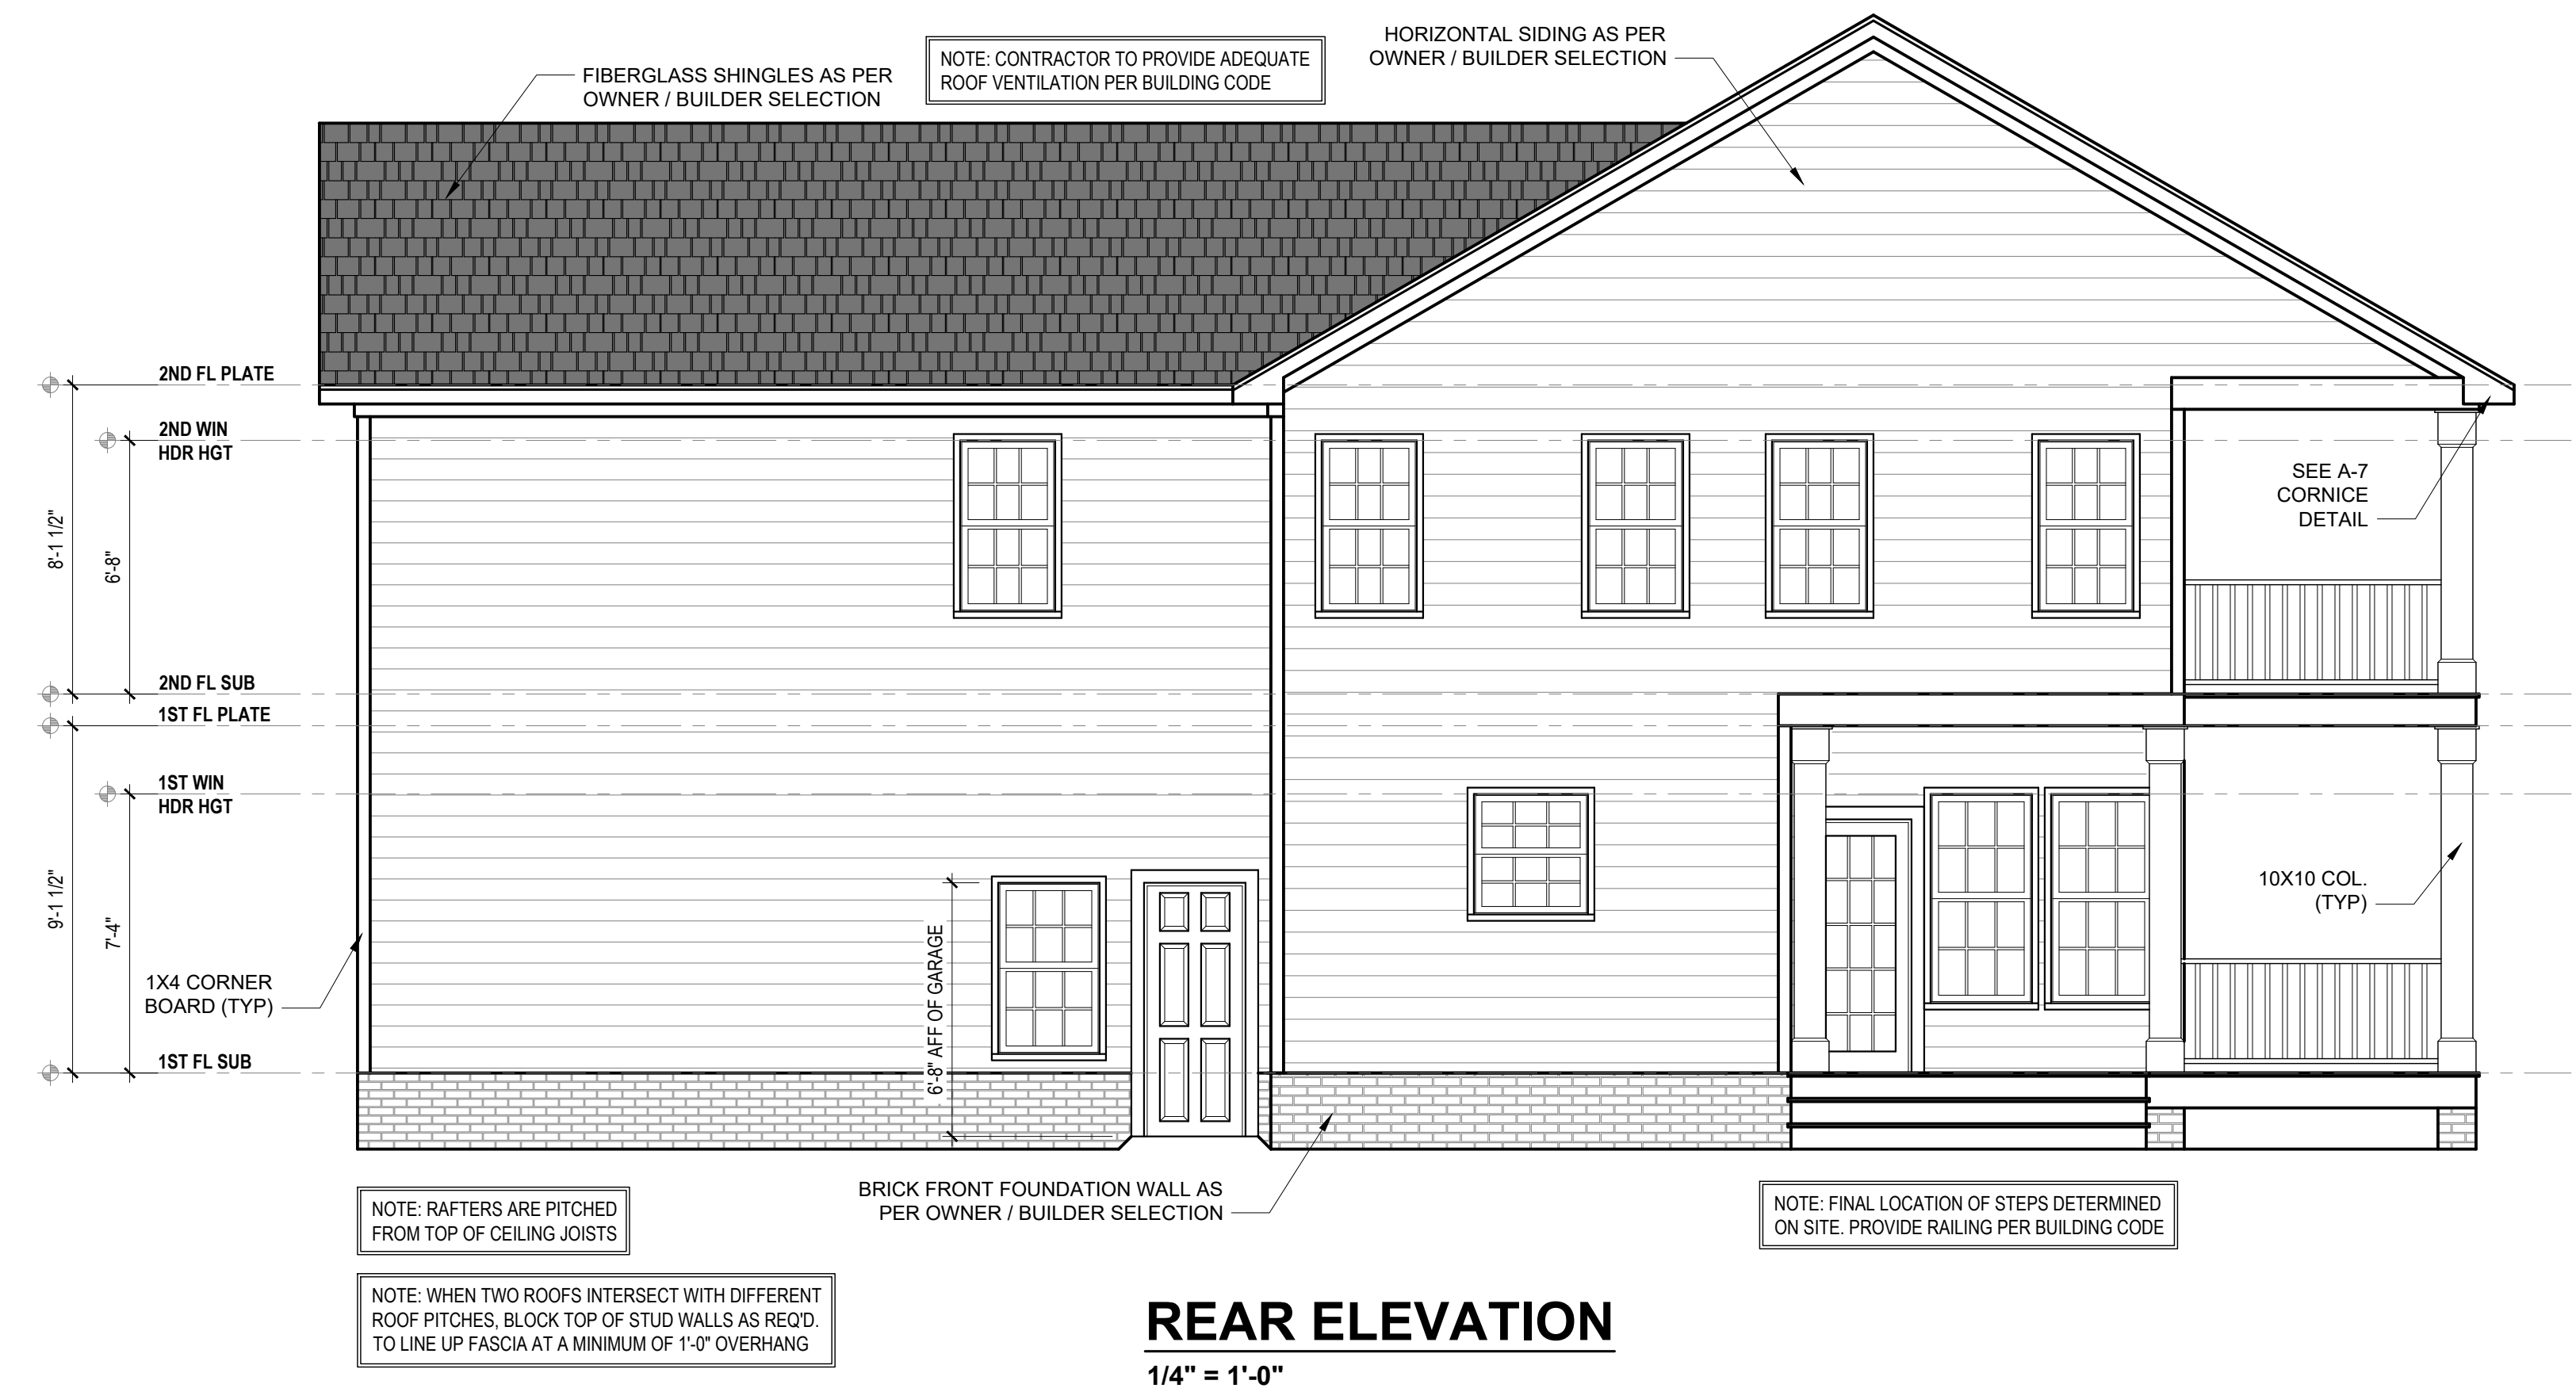 HORIZONTAL SIDING AS PER
OWNER / BUILDER SELECTION
NOTE: CONTRACTOR TO PROVIDE ADEQUATE
ROOF VENTILATION PER BUILDING CODE
FIBERGLASS SHINGLES AS PER
OWNER / BUILDER SELECTION
2ND FL PLATE
2ND WIN
HDR HGT
8'-1 1/2"
6'-8"
SEE A-7
CORNICE
DETAIL
2ND FL SUB
1ST FL PLATE
1ST WIN
HDR HGT
9'-1 1/2"
7'-4"
10X10 COL.
(TYP)
6'-8" AFF OF GARAGE
1X4 CORNER
BOARD (TYP)
1ST FL SUB
BRICK FRONT FOUNDATION WALL AS
PER OWNER / BUILDER SELECTION
NOTE: RAFTERS ARE PITCHED
FROM TOP OF CEILING JOISTS
NOTE: FINAL LOCATION OF STEPS DETERMINED
ON SITE. PROVIDE RAILING PER BUILDING CODE
NOTE: WHEN TWO ROOFS INTERSECT WITH DIFFERENT
ROOF PITCHES, BLOCK TOP OF STUD WALLS AS REQ'D.
TO LINE UP FASCIA AT A MINIMUM OF 1'-0" OVERHANG
REAR ELEVATION
1/4" = 1'-0"